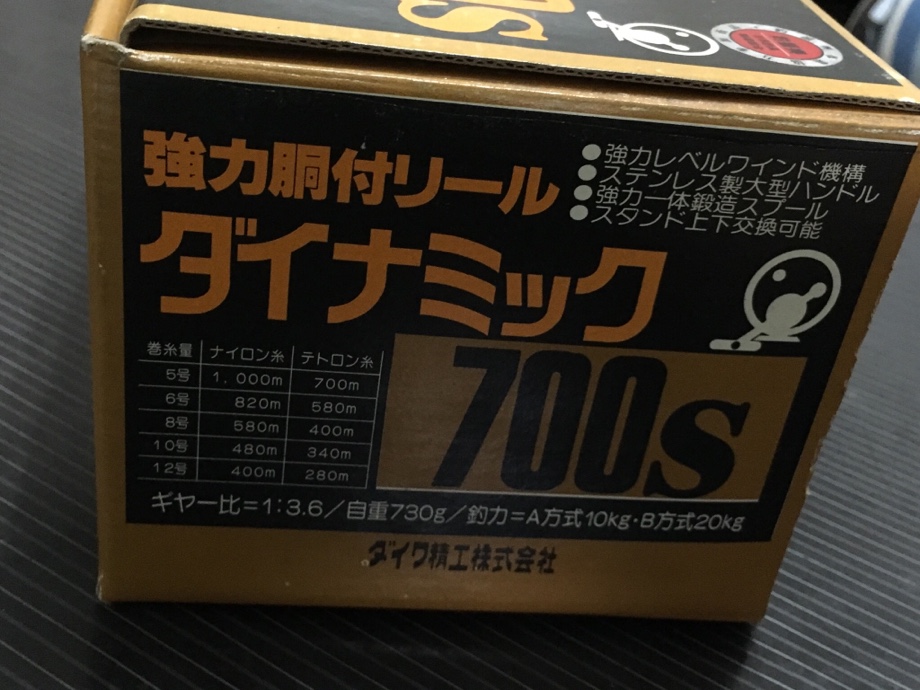 強力胴付リール
ダイナミック
700S
●強力レベルワインド機構
●ステンレス製大型ハンドル
●強力一体鍛造スプール
●スタンド上下交換可能
巻糸量 ナイロン糸 テトロン糸
5号 1,000m 700m
6号 820m 580m
8号 580m 400m
10号 480m 340m
12号 400m 280m
ギヤー比=1:3.6/自重730g/釣力=A方式10kg・B方式20kg
ダイワ精工株式会社